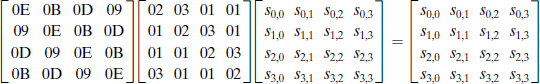 [0E 0B 0D 09] [02 03 01 01] [s0,0 s0,1 s0,2 s0,3] [s0,0 s0,1 s0,2 s0,3]
[09 0E 0B 0D] [01 02 03 01] [s1,0 s1,1 s1,2 s1,3] = [s1,0 s1,1 s1,2 s1,3]
[0D 09 0E 0B] [01 01 02 03] [s2,0 s2,1 s2,2 s2,3] [s2,0 s2,1 s2,2 s2,3]
[0B 0D 09 0E] [03 01 01 02] [s3,0 s3,1 s3,2 s3,3] [s3,0 s3,1 s3,2 s3,3]